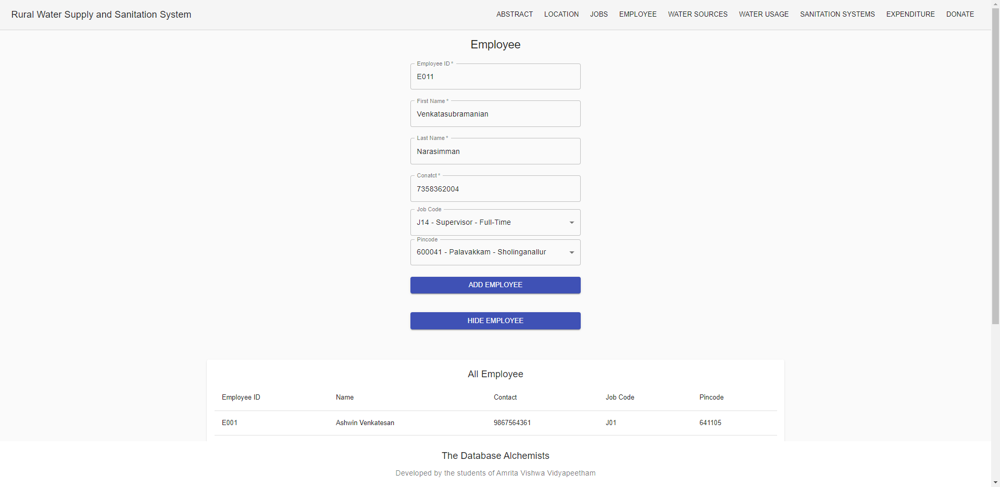 Rural Water Supply and Sanitation System
ABSTRACT LOCATION JOBS EMPLOYEE WATER SOURCES WATER USAGE SANITATION SYSTEMS EXPENDITURE DONATE
Employee
Employee ID *
E011
First Name *
Venkatasubramanian
Last Name *
Narasimman
Conatct *
7358362004
Job Code
J14 - Supervisor - Full-Time
Pincode
600041 - Palavakkam - Sholinganallur
ADD EMPLOYEE
HIDE EMPLOYEE
All Employee
Employee ID Name Contact Job Code Pincode
E001 Ashwin Venkatesan 9867564361 J01 641105
The Database Alchemists
Developed by the students of Amrita Vishwa Vidyapeetham